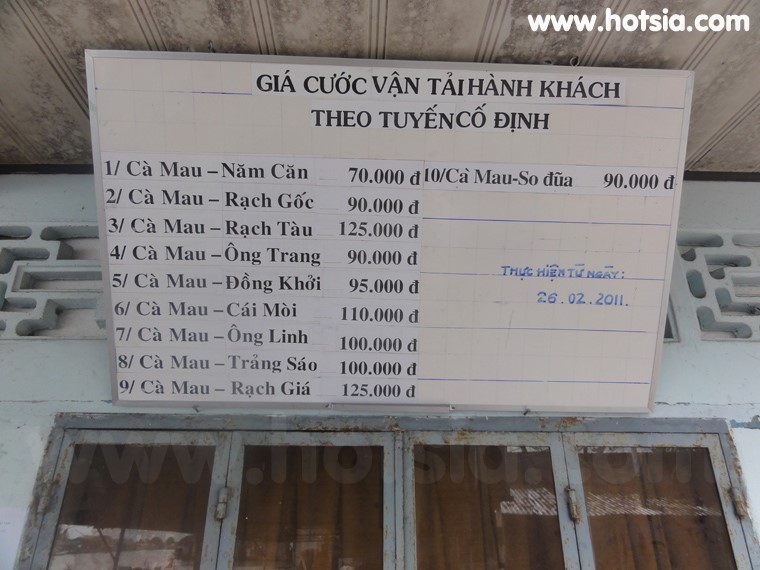 www.hotsia.com
GIÁ CƯỚC VẬN TẢI HÀNH KHÁCH
THEO TUYẾN CỐ ĐỊNH
1/ Cà Mau – Năm Căn 70.000 đ
2/ Cà Mau – Rạch Gốc 90.000 đ
3/ Cà Mau – Rạch Tàu 125.000 đ
4/ Cà Mau – Ông Trang 90.000 đ
5/ Cà Mau – Đồng Khởi 95.000 đ
6/ Cà Mau – Cái Mòi 110.000 đ
7/ Cà Mau – Ông Linh 100.000 đ
8/ Cà Mau – Trảng Sáo 100.000 đ
9/ Cà Mau – Rạch Giá 125.000 đ
10/Cà Mau-So đũa 90.000 đ
THỰC HIỆN TỪ NGÀY:
26.02.2011.
www.hotsia.com